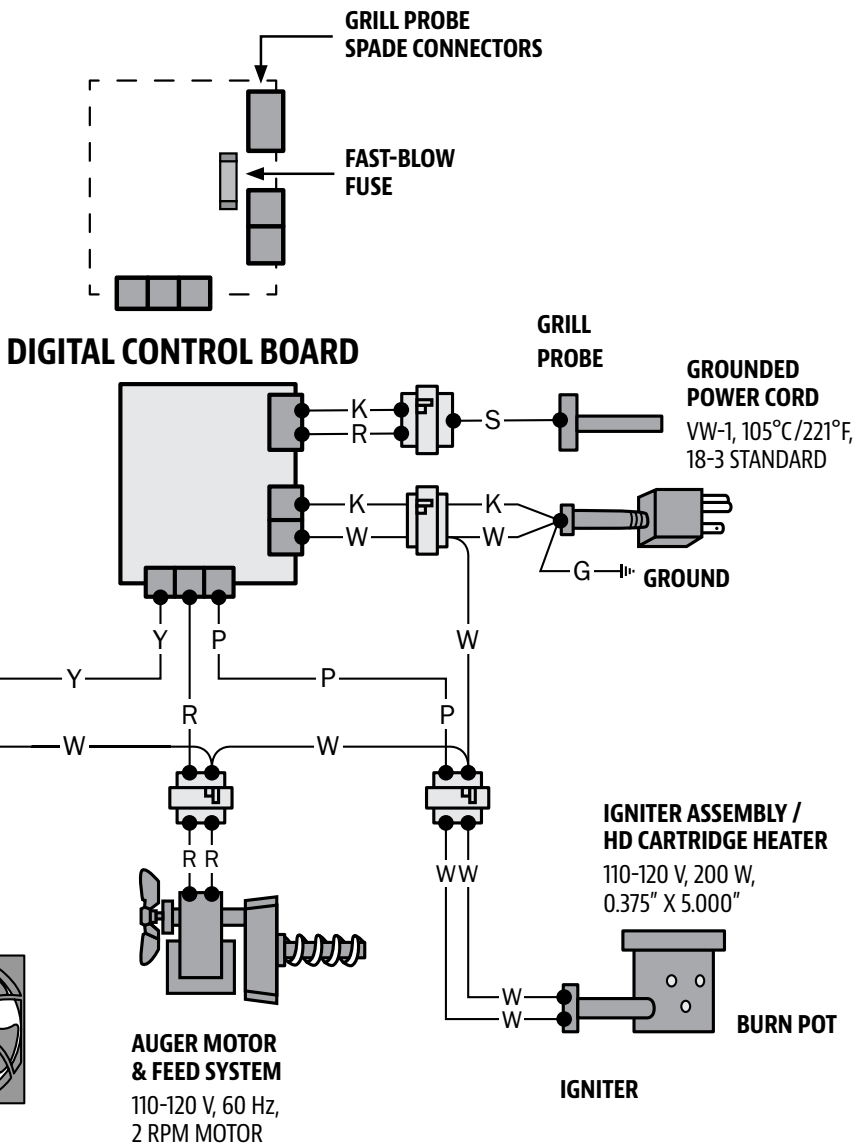 GRILL PROBE
SPADE CONNECTORS
FAST-BLOW
FUSE
DIGITAL CONTROL BOARD
GRILL
PROBE
GROUNDED
POWER CORD
VW-1, 105°C/221°F,
18-3 STANDARD
K
R
S
K
W
K
W
G
GROUND
Y
P
W
Y
P
R
P
W
W
R R
WW
IGNITER ASSEMBLY /
HD CARTRIDGE HEATER
110-120 V, 200 W,
0.375" X 5.000"
W
W
BURN POT
IGNITER
AUGER MOTOR
& FEED SYSTEM
110-120 V, 60 Hz,
2 RPM MOTOR